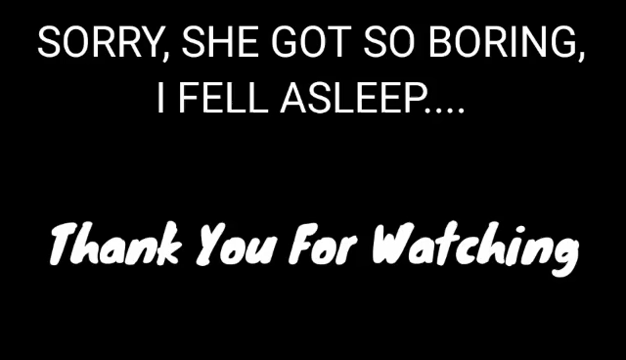 SORRY, SHE GOT SO BORING,
I FELL ASLEEP....
Thank You For Watching